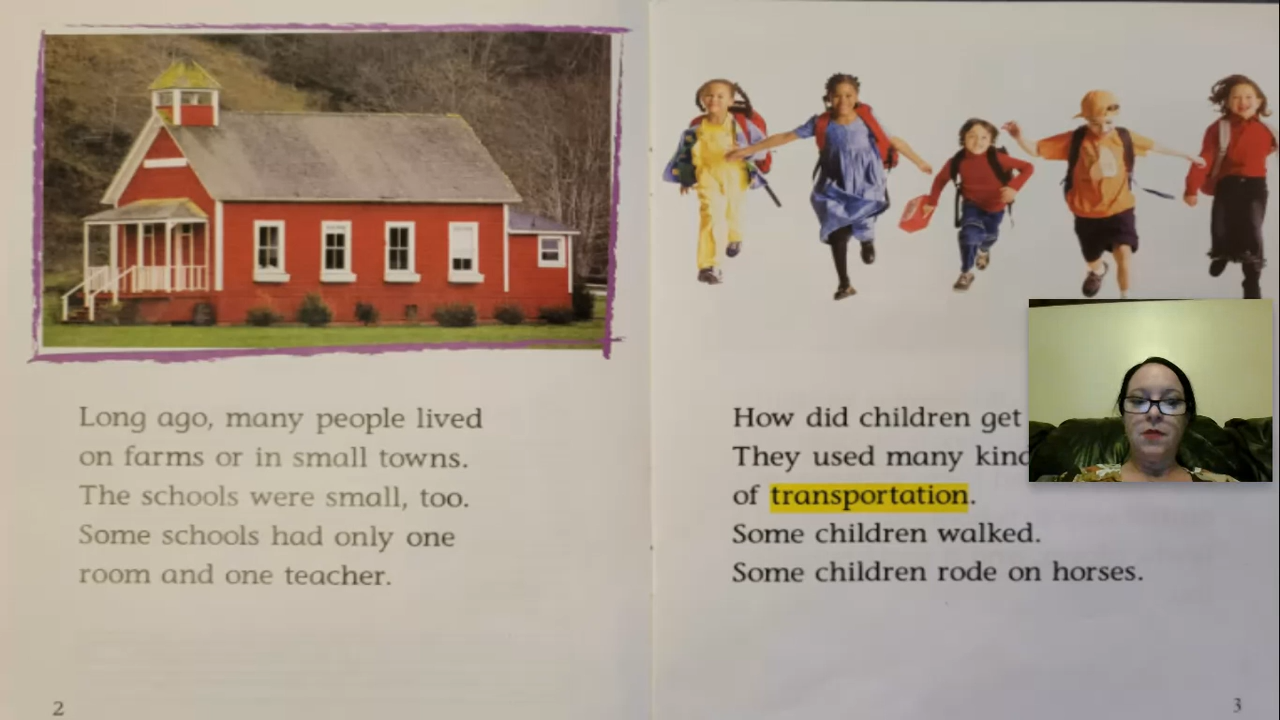 Long ago, many people lived
on farms or in small towns.
The schools were small, too.
Some schools had only one
room and one teacher.
2
How did children get
They used many kind
of transportation.
Some children walked.
Some children rode on horses.
3